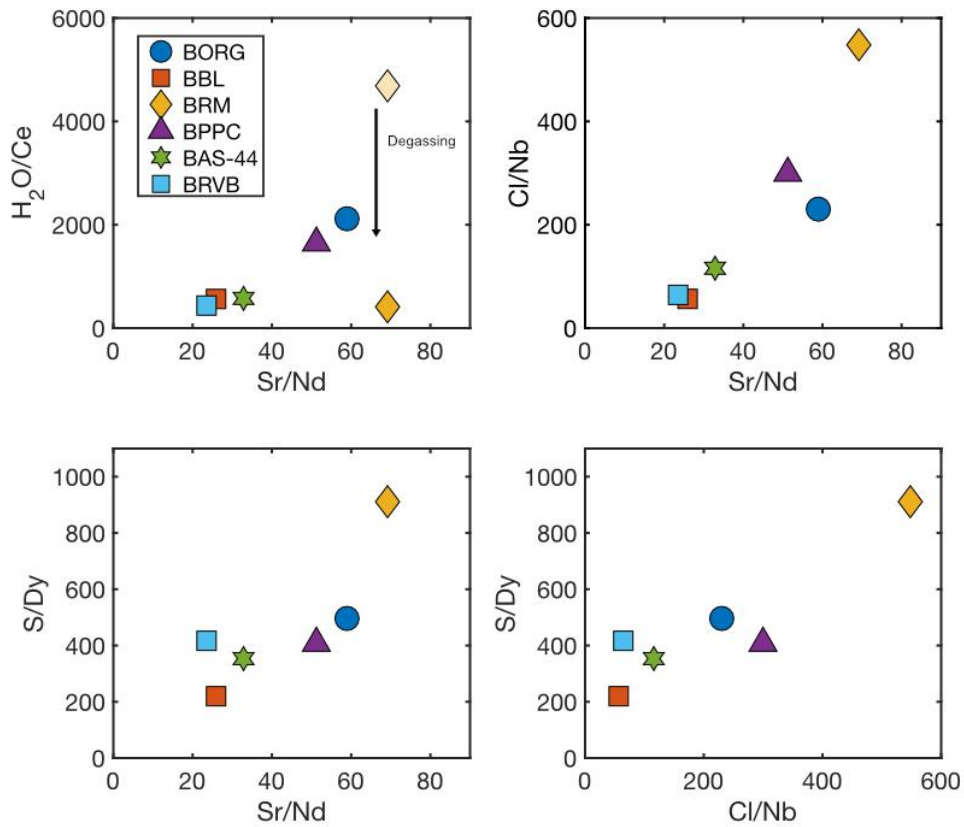 6000
4000
2000
0
H₂O/Ce
BORG
BBL
BRM
BPPC
BAS-44
BRVB
Degassing
0 20 40 60 80
Sr/Nd
600
400
200
0
Cl/Nb
0 20 40 60 80
Sr/Nd
1000
800
600
400
200
0
S/Dy
0 20 40 60 80
Sr/Nd
1000
800
600
400
200
0
S/Dy
0 200 400 600
Cl/Nb